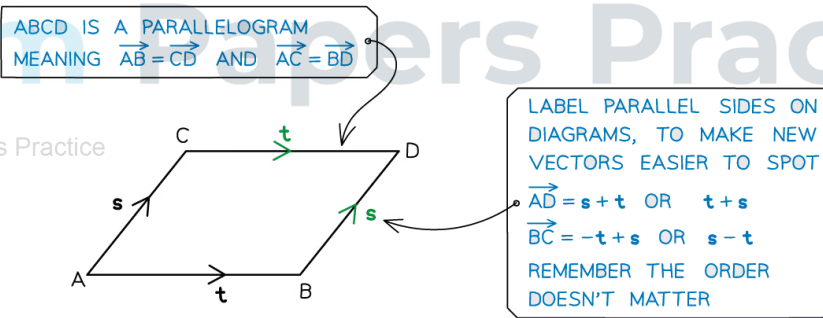 m Papers Prac
s Practice
ABCD IS A PARALLELOGRAM
MEANING AB = CD AND AC = BD
C
t
D
s
s
A
t
B
LABEL PARALLEL SIDES ON
DIAGRAMS, TO MAKE NEW
VECTORS EASIER TO SPOT
AD = s + t OR t + s
BC = −t + s OR s − t
REMEMBER THE ORDER
DOESN'T MATTER